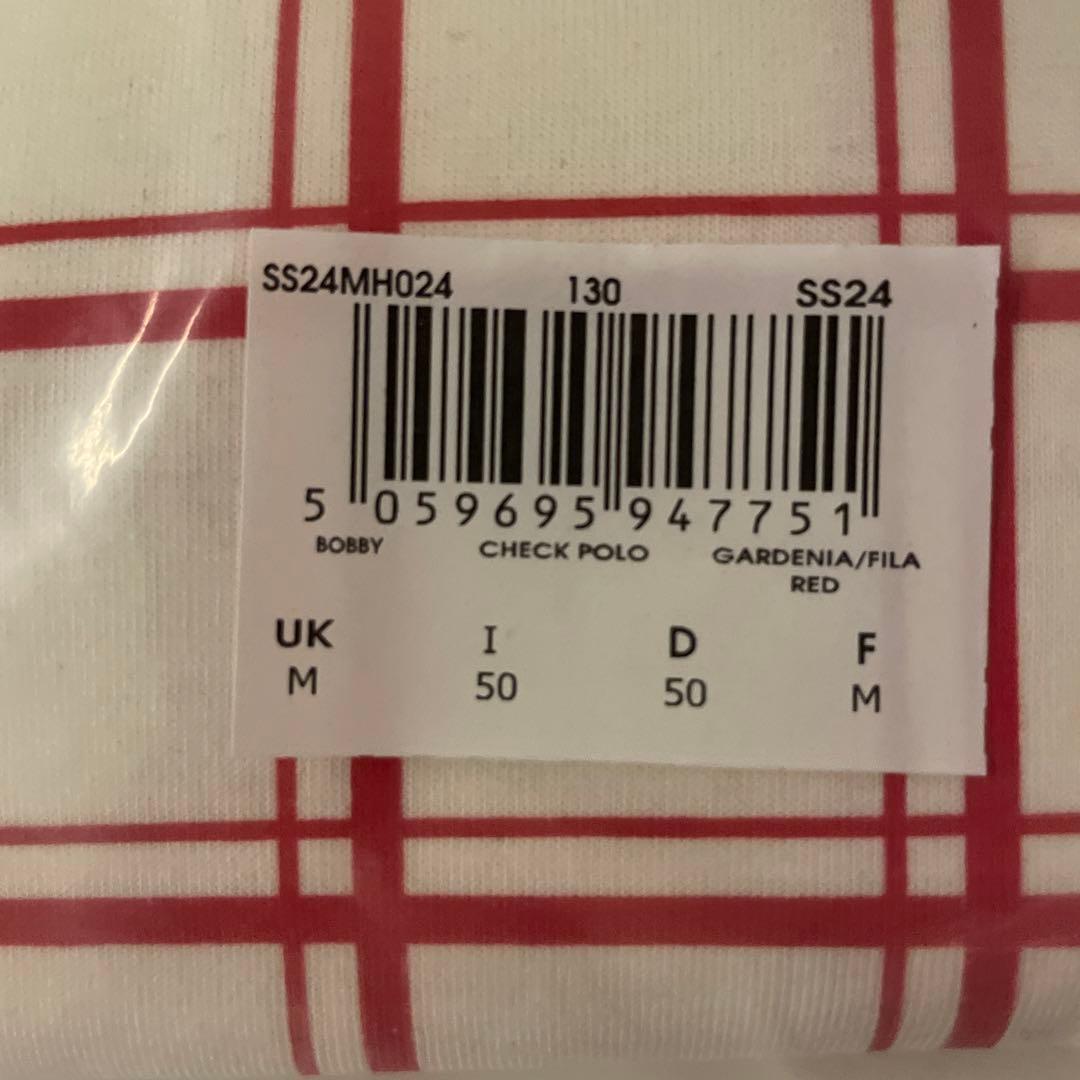 SS24MH024 130 SS24
5 059695 947751
BOBBY CHECK POLO GARDENIA/FILA
RED
UK I D F
M 50 50 M